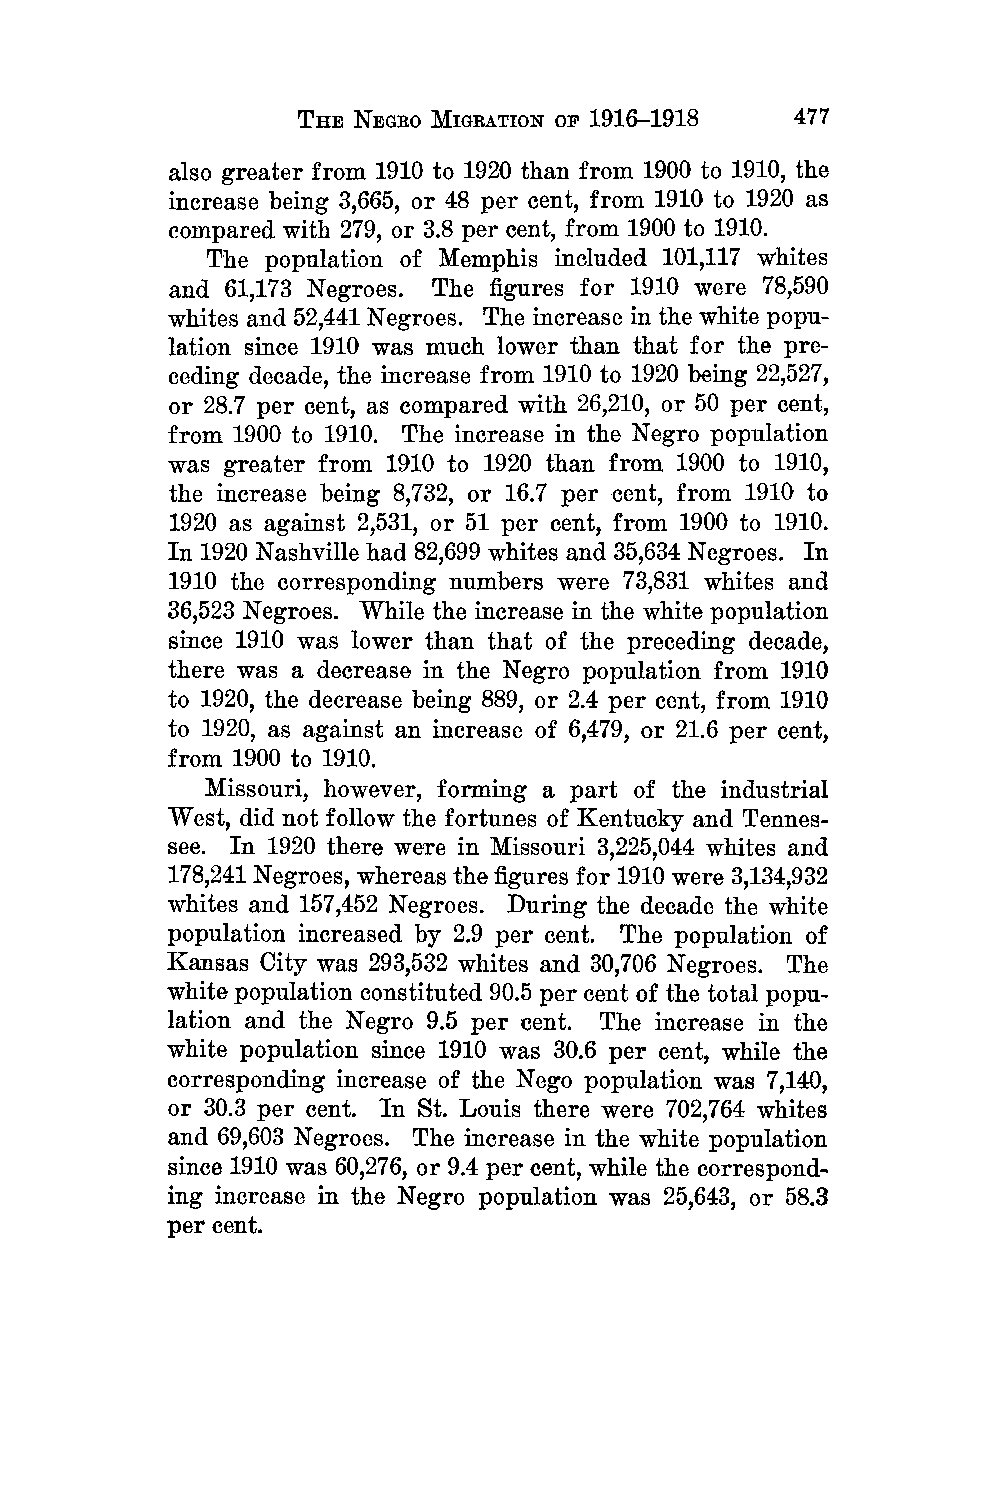 The Negro Migration of 1916–1918 477
also greater from 1910 to 1920 than from 1900 to 1910, the
increase being 3,665, or 48 per cent, from 1910 to 1920 as
compared with 279, or 3.8 per cent, from 1900 to 1910.
The population of Memphis included 101,117 whites
and 61,173 Negroes. The figures for 1910 were 78,590
whites and 52,441 Negroes. The increase in the white popu-
lation since 1910 was much lower than that for the pre-
ceding decade, the increase from 1910 to 1920 being 22,527,
or 28.7 per cent, as compared with 26,210, or 50 per cent,
from 1900 to 1910. The increase in the Negro population
was greater from 1910 to 1920 than from 1900 to 1910,
the increase being 8,732, or 16.7 per cent, from 1910 to
1920 as against 2,531, or 51 per cent, from 1900 to 1910.
In 1920 Nashville had 82,699 whites and 35,634 Negroes. In
1910 the corresponding numbers were 73,831 whites and
36,523 Negroes. While the increase in the white population
since 1910 was lower than that of the preceding decade,
there was a decrease in the Negro population from 1910
to 1920, the decrease being 889, or 2.4 per cent, from 1910
to 1920, as against an increase of 6,479, or 21.6 per cent,
from 1900 to 1910.
Missouri, however, forming a part of the industrial
West, did not follow the fortunes of Kentucky and Tennes-
see. In 1920 there were in Missouri 3,225,044 whites and
178,241 Negroes, whereas the figures for 1910 were 3,134,932
whites and 157,452 Negroes. During the decade the white
population increased by 2.9 per cent. The population of
Kansas City was 293,532 whites and 30,706 Negroes. The
white population constituted 90.5 per cent of the total popu-
lation and the Negro 9.5 per cent. The increase in the
white population since 1910 was 30.6 per cent, while the
corresponding increase of the Nego population was 7,140,
or 30.3 per cent. In St. Louis there were 702,764 whites
and 69,603 Negroes. The increase in the white population
since 1910 was 60,276, or 9.4 per cent, while the correspond-
ing increase in the Negro population was 25,643, or 58.3
per cent.